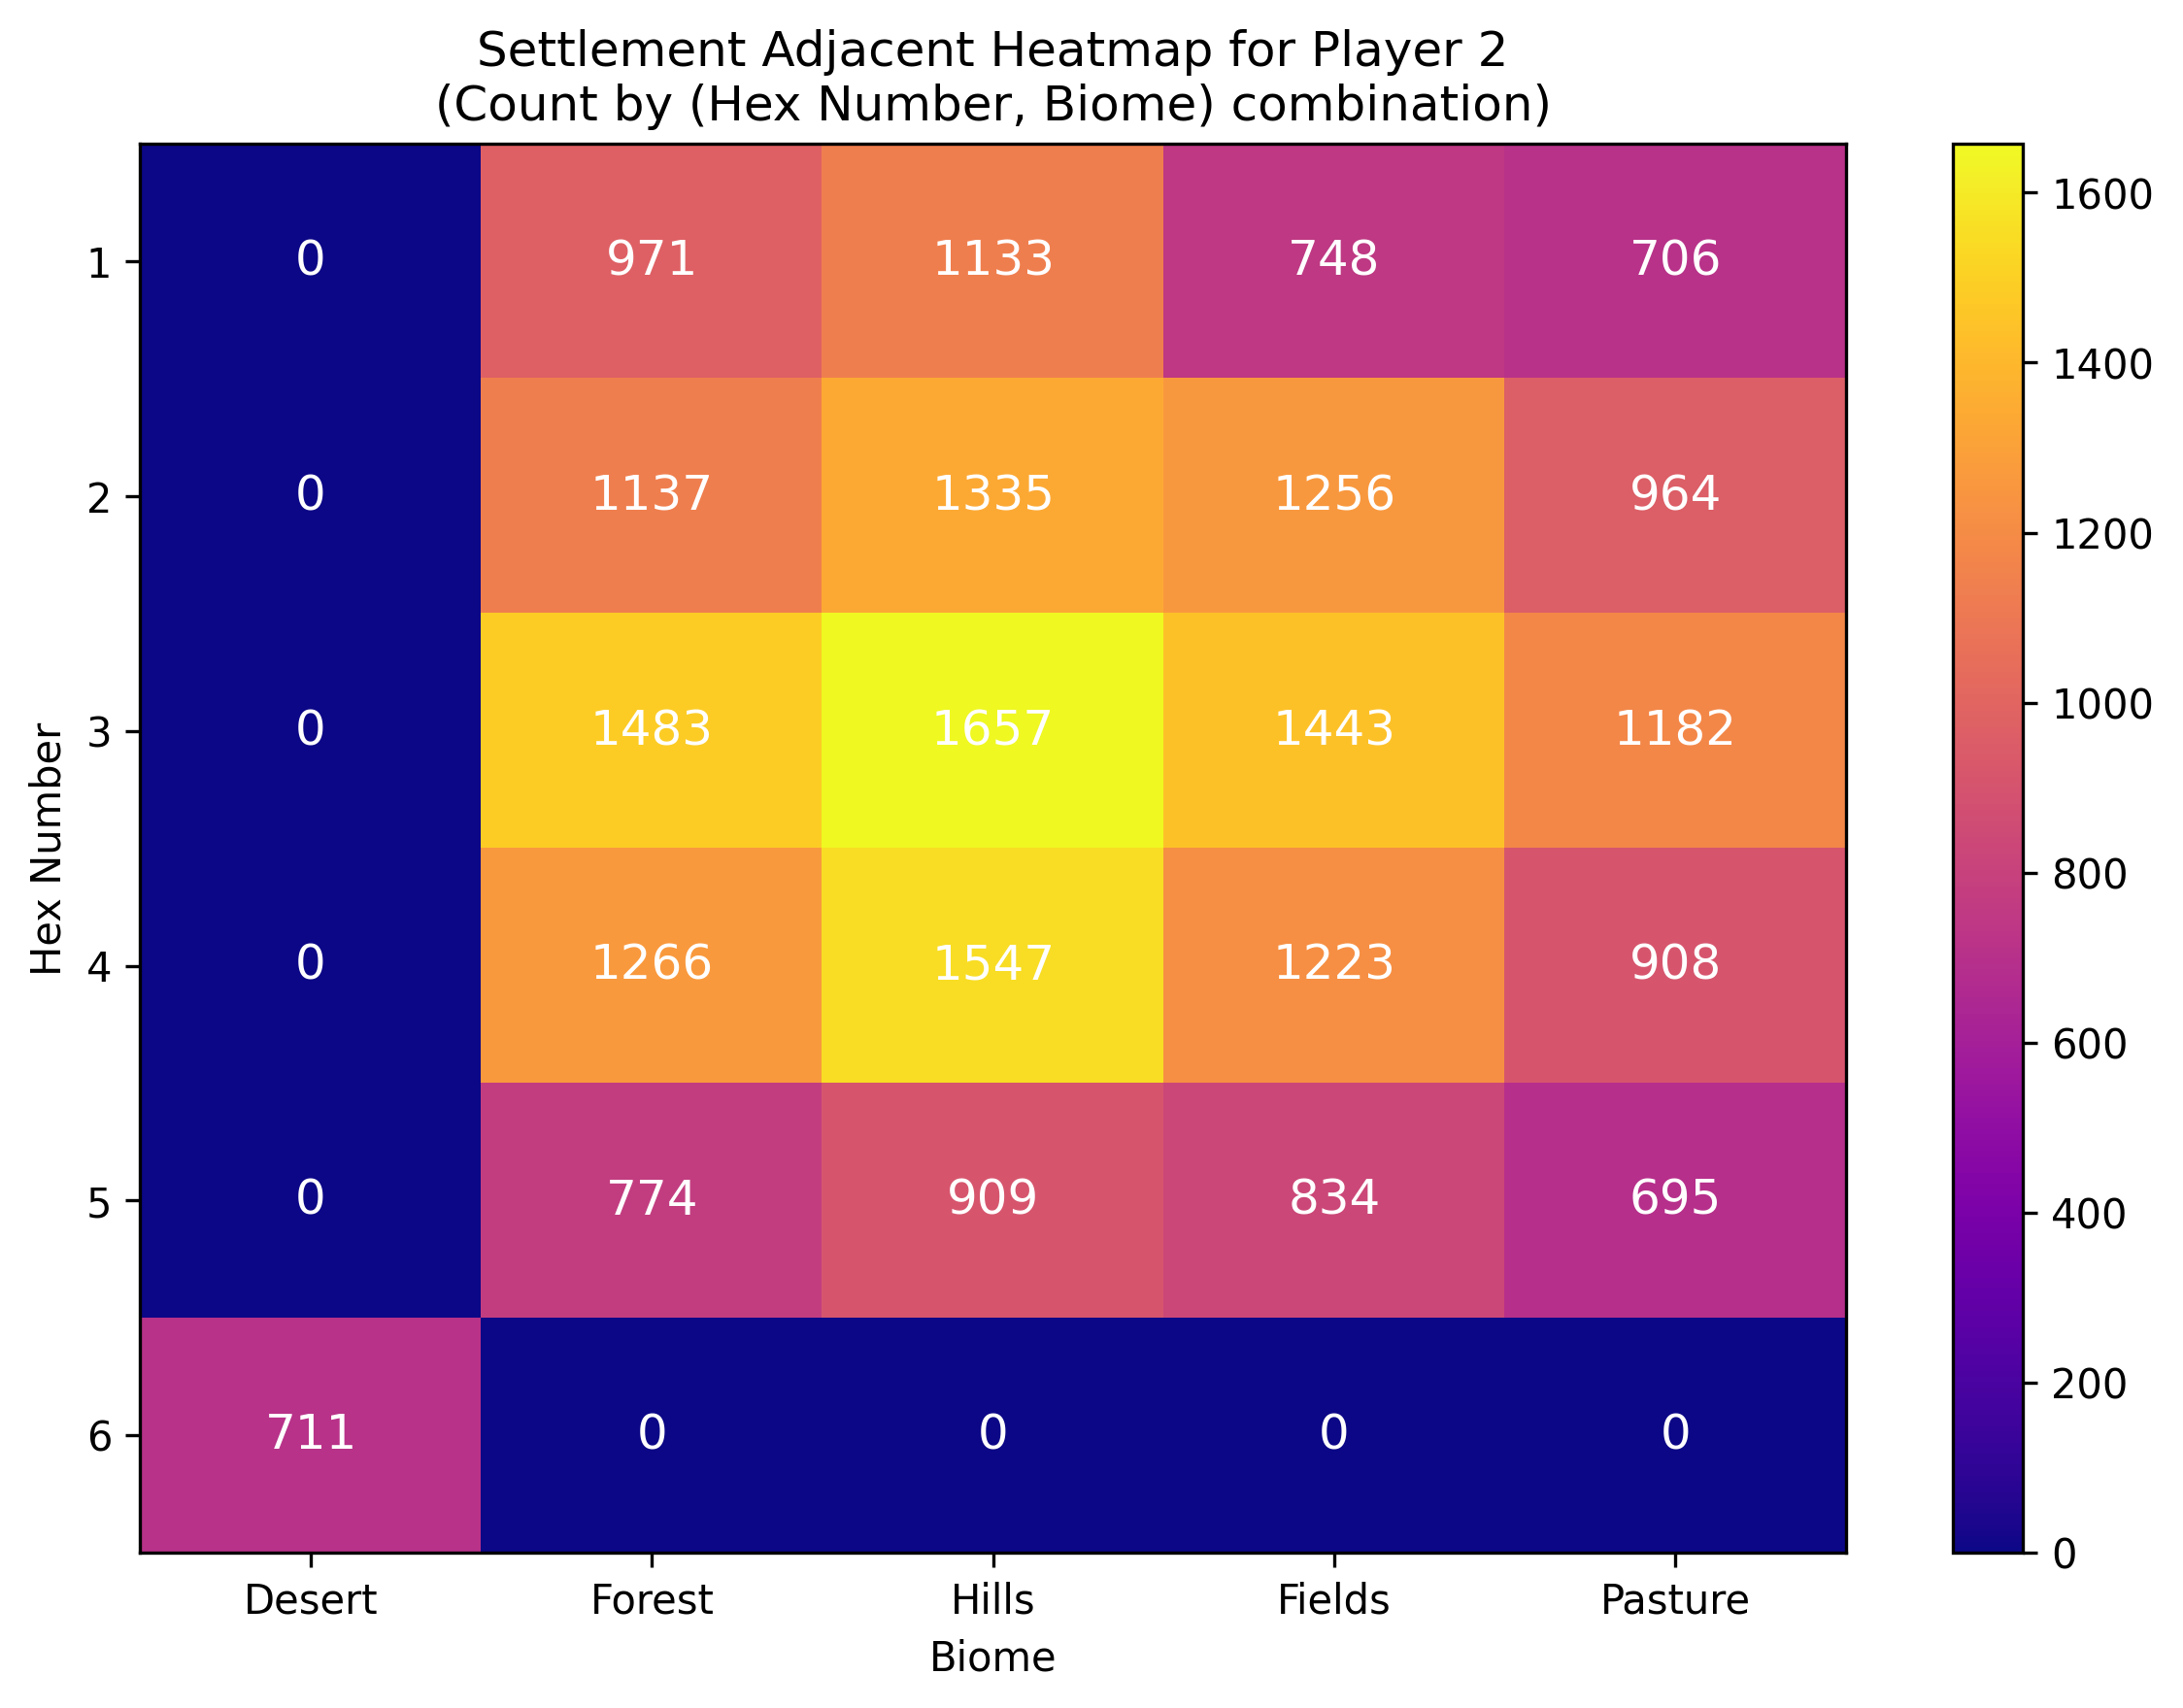 Settlement Adjacent Heatmap for Player 2
(Count by (Hex Number, Biome) combination)
1 0 971 1133 748 706
2 0 1137 1335 1256 964
3 0 1483 1657 1443 1182
4 0 1266 1547 1223 908
5 0 774 909 834 695
6 711 0 0 0 0
Desert Forest Hills Fields Pasture
Biome
Hex Number
1600
1400
1200
1000
800
600
400
200
0